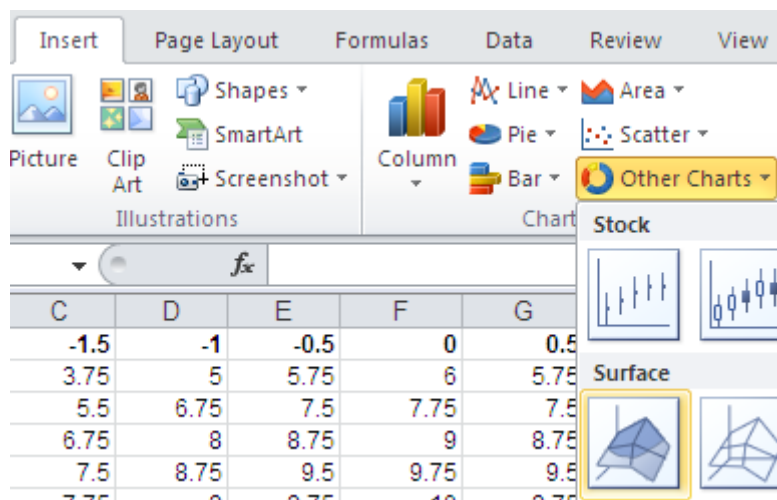 Insert Page Layout Formulas Data Review View
Shapes Line Area
SmartArt Pie Scatter
Picture Clip Art Column
Screenshot Bar Other Charts
Illustrations Chart
Stock
fx
C D E F G
-1.5 -1 -0.5 0 0.5
3.75 5 5.75 6 5.75
Surface
5.5 6.75 7.5 7.75 7.5
6.75 8 8.75 9 8.75
7.5 8.75 9.5 9.75 9.5